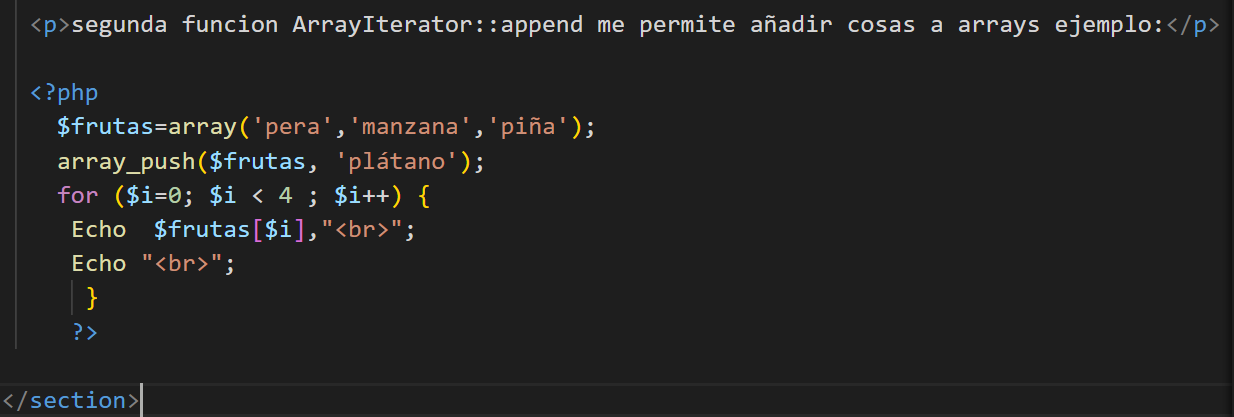 <p>segunda funcion ArrayIterator::append me permite añadir cosas a arrays ejemplo:</p>
<?php
$frutas=array('pera','manzana','piña');
array_push($frutas, 'plátano');
for ($i=0; $i < 4 ; $i++) {
Echo  $frutas[$i],"<br>";
Echo "<br>";
}
?>
</section>